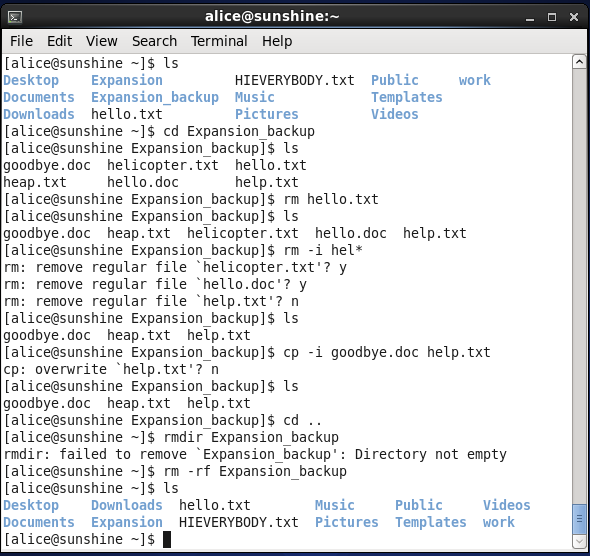 alice@sunshine:~
File Edit View Search Terminal Help
[alice@sunshine ~]$ ls
Desktop    Expansion         HIEVERYBODY.txt  Public     work
Documents  Expansion_backup  Music            Templates
Downloads  hello.txt         Pictures         Videos
[alice@sunshine ~]$ cd Expansion_backup
[alice@sunshine Expansion_backup]$ ls
goodbye.doc  helicopter.txt  hello.txt
heap.txt     hello.doc       help.txt
[alice@sunshine Expansion_backup]$ rm hello.txt
[alice@sunshine Expansion_backup]$ ls
goodbye.doc  heap.txt  helicopter.txt  hello.doc  help.txt
[alice@sunshine Expansion_backup]$ rm -i hel*
rm: remove regular file `helicopter.txt'? y
rm: remove regular file `hello.doc'? y
rm: remove regular file `help.txt'? n
[alice@sunshine Expansion_backup]$ ls
goodbye.doc  heap.txt  help.txt
[alice@sunshine Expansion_backup]$ cp -i goodbye.doc help.txt
cp: overwrite `help.txt'? n
[alice@sunshine Expansion_backup]$ ls
goodbye.doc  heap.txt  help.txt
[alice@sunshine Expansion_backup]$ cd ..
[alice@sunshine ~]$ rmdir Expansion_backup
rmdir: failed to remove `Expansion_backup': Directory not empty
[alice@sunshine ~]$ rm -rf Expansion_backup
[alice@sunshine ~]$ ls
Desktop    Downloads  hello.txt        Music     Public     Videos
Documents  Expansion  HIEVERYBODY.txt  Pictures  Templates  work
[alice@sunshine ~]$